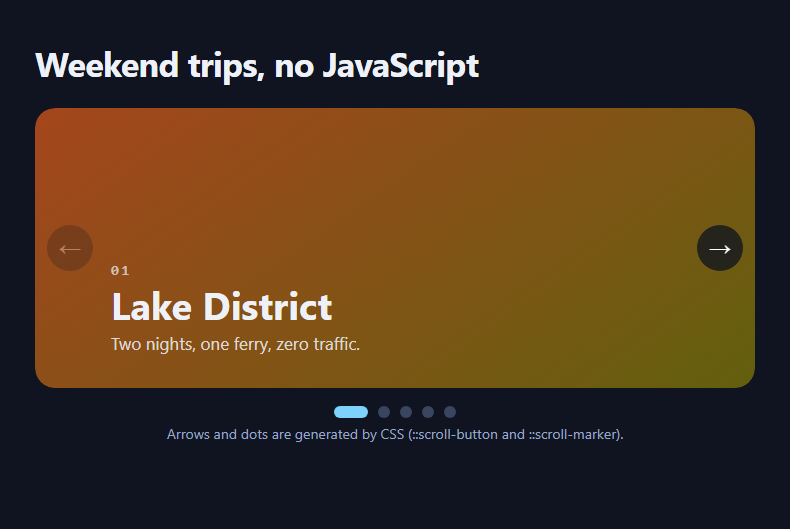 Weekend trips, no JavaScript
←
→
01
Lake District
Two nights, one ferry, zero traffic.
Arrows and dots are generated by CSS (::scroll-button and ::scroll-marker).